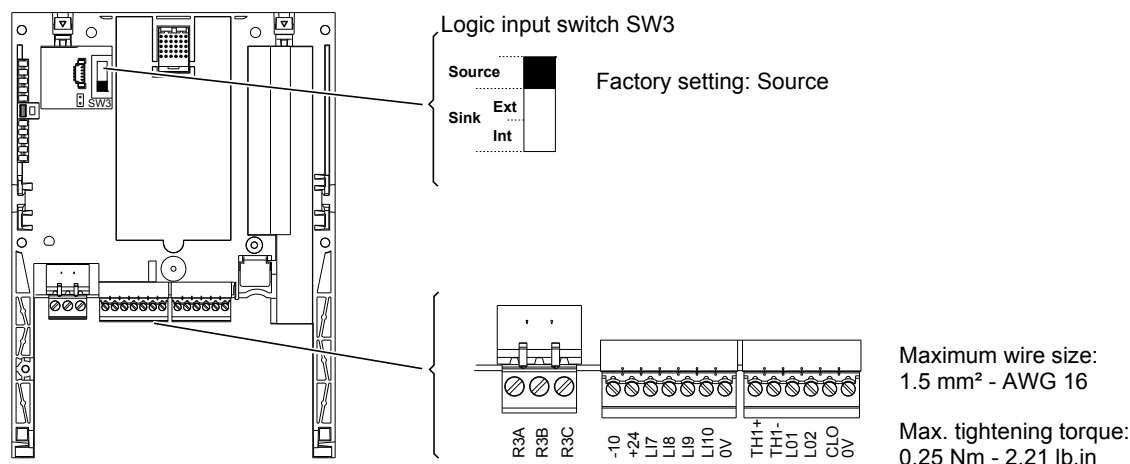 Logic input switch SW3
Source
Factory setting: Source
Ext
Sink
Int
SW3
R3A
R3B
R3C
-10
+24
LI7
LI8
LI9
LI10
0V
TH1+
TH1-
L01
L02
CLO
0V
Maximum wire size:
1.5 mm² - AWG 16
Max. tightening torque:
0.25 Nm - 2.21 lb.in